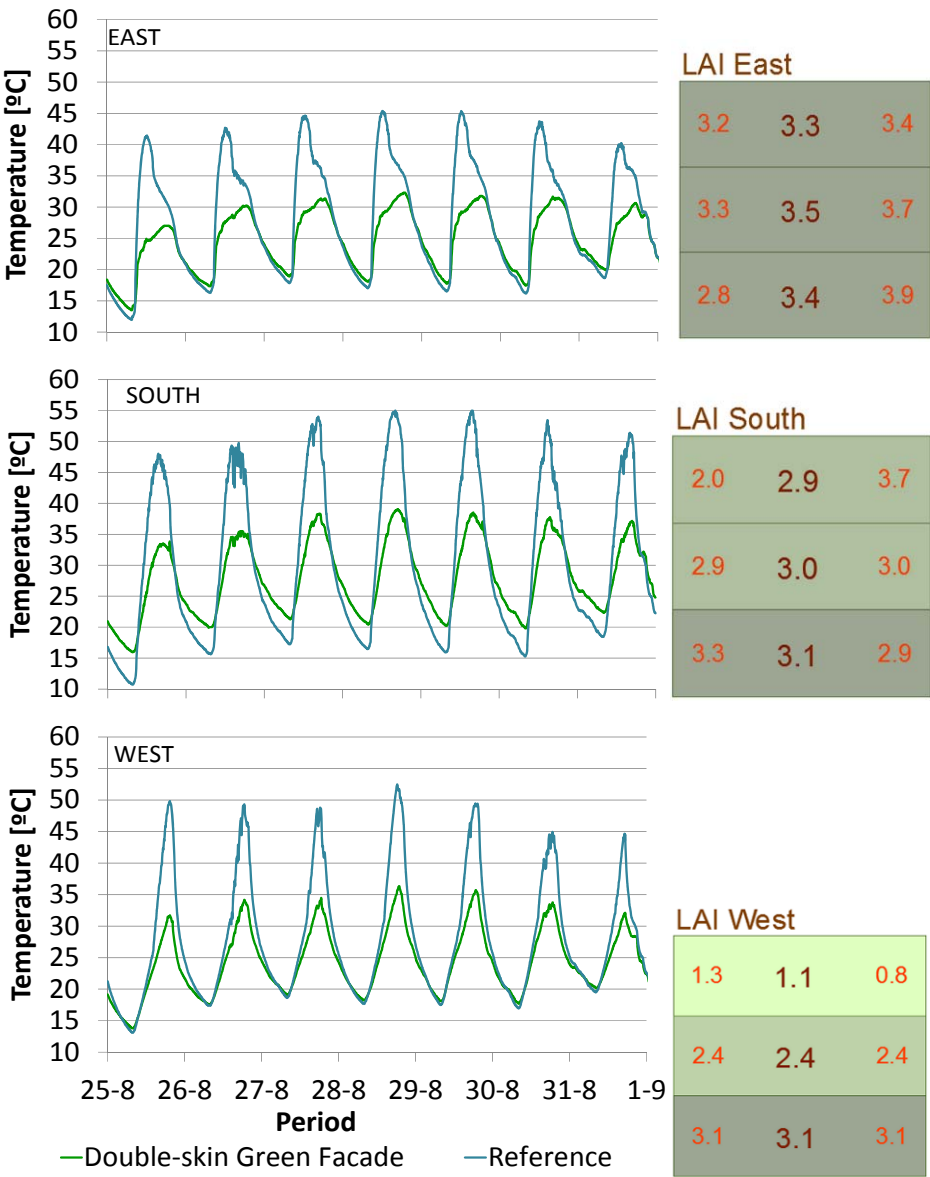 EAST
Temperature [ºC]
60
55
50
45
40
35
30
25
20
15
10
LAI East
3.2 3.3 3.4
3.3 3.5 3.7
2.8 3.4 3.9
SOUTH
Temperature [ºC]
60
55
50
45
40
35
30
25
20
15
10
LAI South
2.0 2.9 3.7
2.9 3.0 3.0
3.3 3.1 2.9
WEST
Temperature [ºC]
60
55
50
45
40
35
30
25
20
15
10
LAI West
1.3 1.1 0.8
2.4 2.4 2.4
3.1 3.1 3.1
25-8 26-8 27-8 28-8 29-8 30-8 31-8 1-9
Period
Double-skin Green Facade Reference